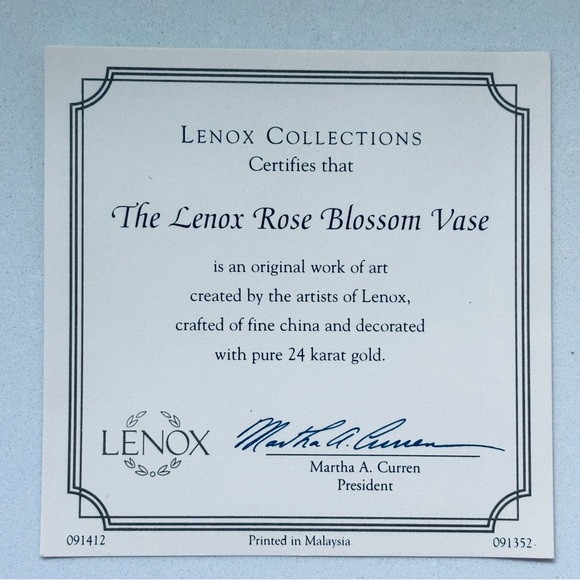 LENOX COLLECTIONS
Certifies that
The Lenox Rose Blossom Vase
is an original work of art
created by the artists of Lenox,
crafted of fine china and decorated
with pure 24 karat gold.
LENOX
Martha A. Curren
Martha A. Curren
President
091412 Printed in Malaysia 091352